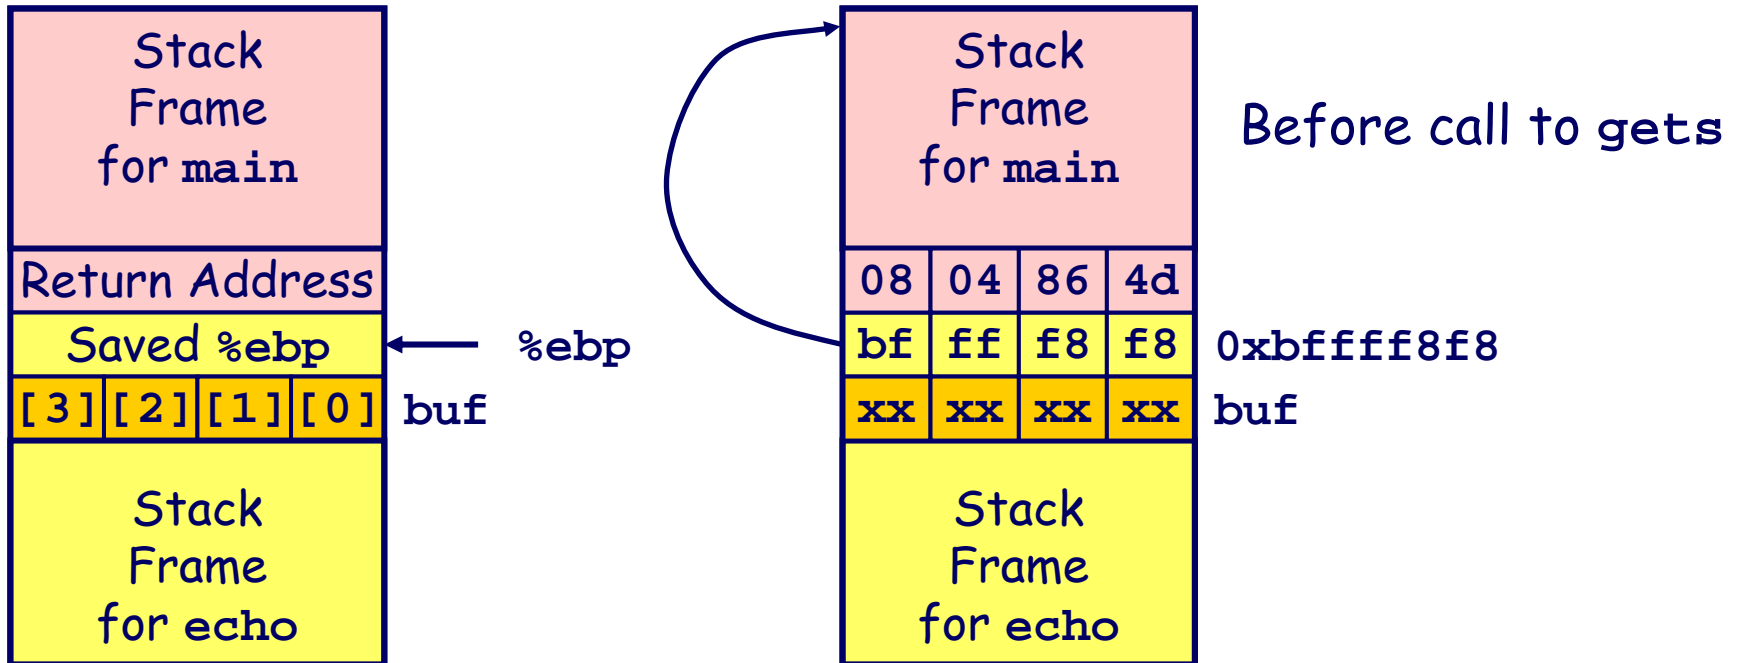 Stack
Frame
for main
Return Address
Saved %ebp
%ebp
[3] [2] [1] [0] buf
Stack
Frame
for echo
Stack
Frame
for main
Before call to gets
08 04 86 4d
bf ff f8 f8 0xbffff8f8
xx xx xx xx buf
Stack
Frame
for echo